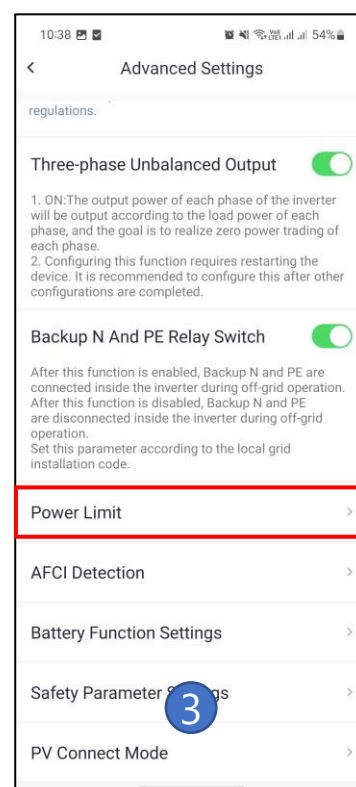 10:38 54%
Advanced Settings
regulations.
Three-phase Unbalanced Output
1. ON:The output power of each phase of the inverter
will be output according to the load power of each
phase, and the goal is to realize zero power trading of
each phase.
2. Configuring this function requires restarting the
device. It is recommended to configure this after other
configurations are completed.
Backup N And PE Relay Switch
After this function is enabled, Backup N and PE are
connected inside the inverter during off-grid operation.
After this function is disabled, Backup N and PE
are disconnected inside the inverter during off-grid
operation.
Set this parameter according to the local grid
installation code.
Power Limit
AFCI Detection
Battery Function Settings
Safety Parameter
3
PV Connect Mode